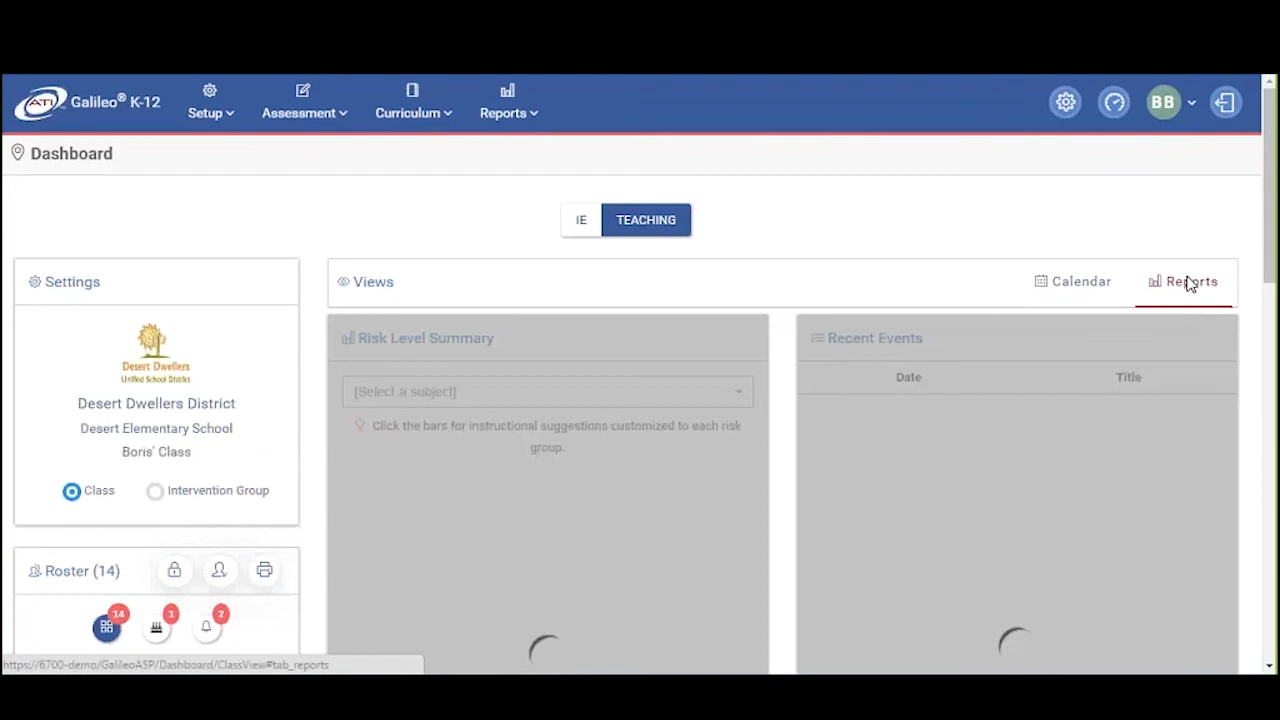 ATI Galileo® K-12
Setup
Assessment
Curriculum
Reports
BB
Dashboard
IE
TEACHING
Settings
Desert Dwellers
Unified School District
Desert Dwellers District
Desert Elementary School
Boris' Class
Class
Intervention Group
Roster (14)
14
1
2
Views
Calendar
Reports
Risk Level Summary
[Select a subject]
Click the bars for instructional suggestions customized to each risk
group.
Recent Events
Date
Title
https://6700-demo/GalileoASP/Dashboard/ClassView#tab_reports